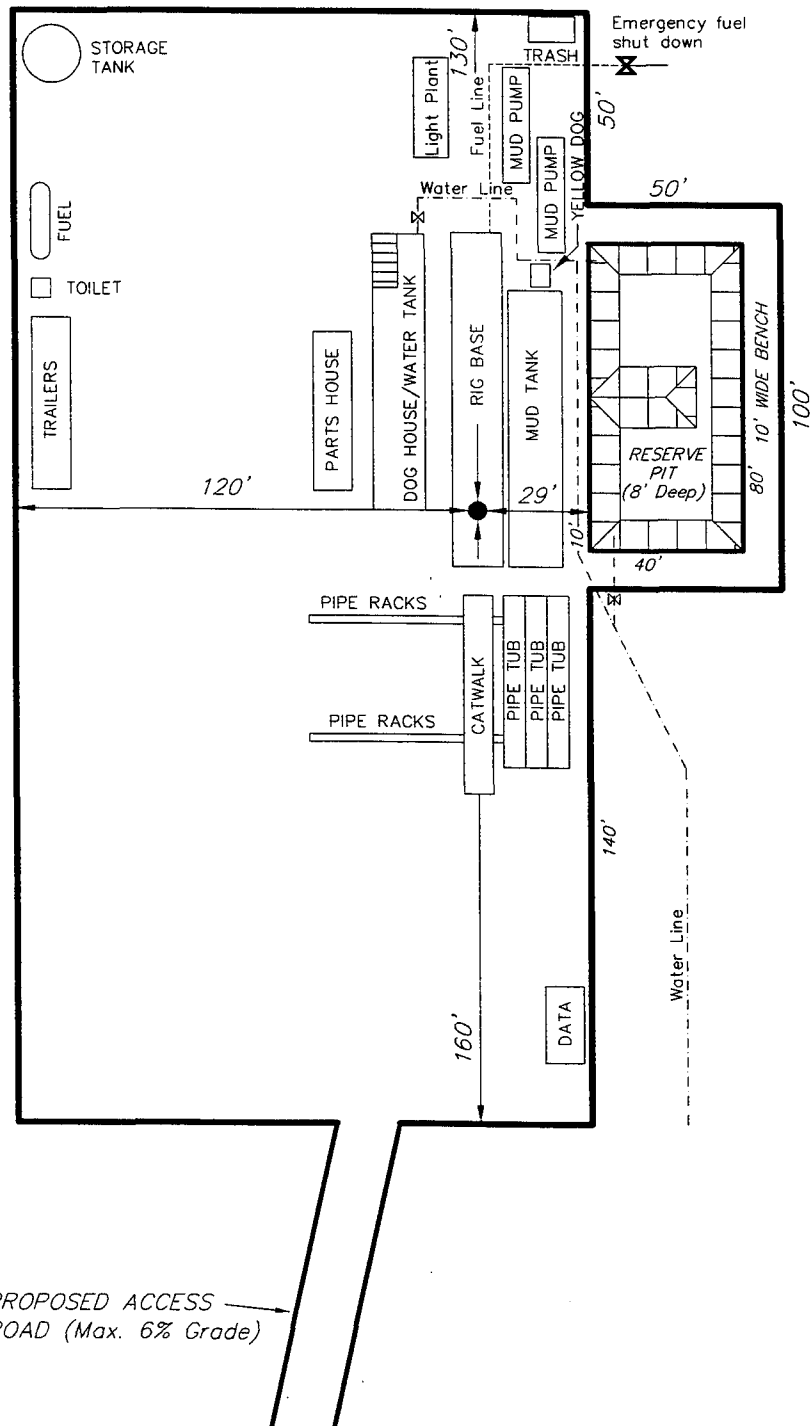 STORAGE
TANK
130'
TRASH
Emergency fuel
shut down
Light Plant
Fuel Line
MUD PUMP
50'
MUD PUMP
YELLOW DOG
50'
Water Line
FUEL
TOILET
TRAILERS
PARTS HOUSE
DOG HOUSE/WATER TANK
RIG BASE
MUD TANK
10' WIDE BENCH
100'
RESERVE
PIT
(8' Deep)
80'
120'
29'
10'
40'
PIPE RACKS
CATWALK
PIPE TUB
PIPE TUB
PIPE TUB
PIPE RACKS
140'
Water Line
160'
DATA
PROPOSED ACCESS
ROAD (Max. 6% Grade)